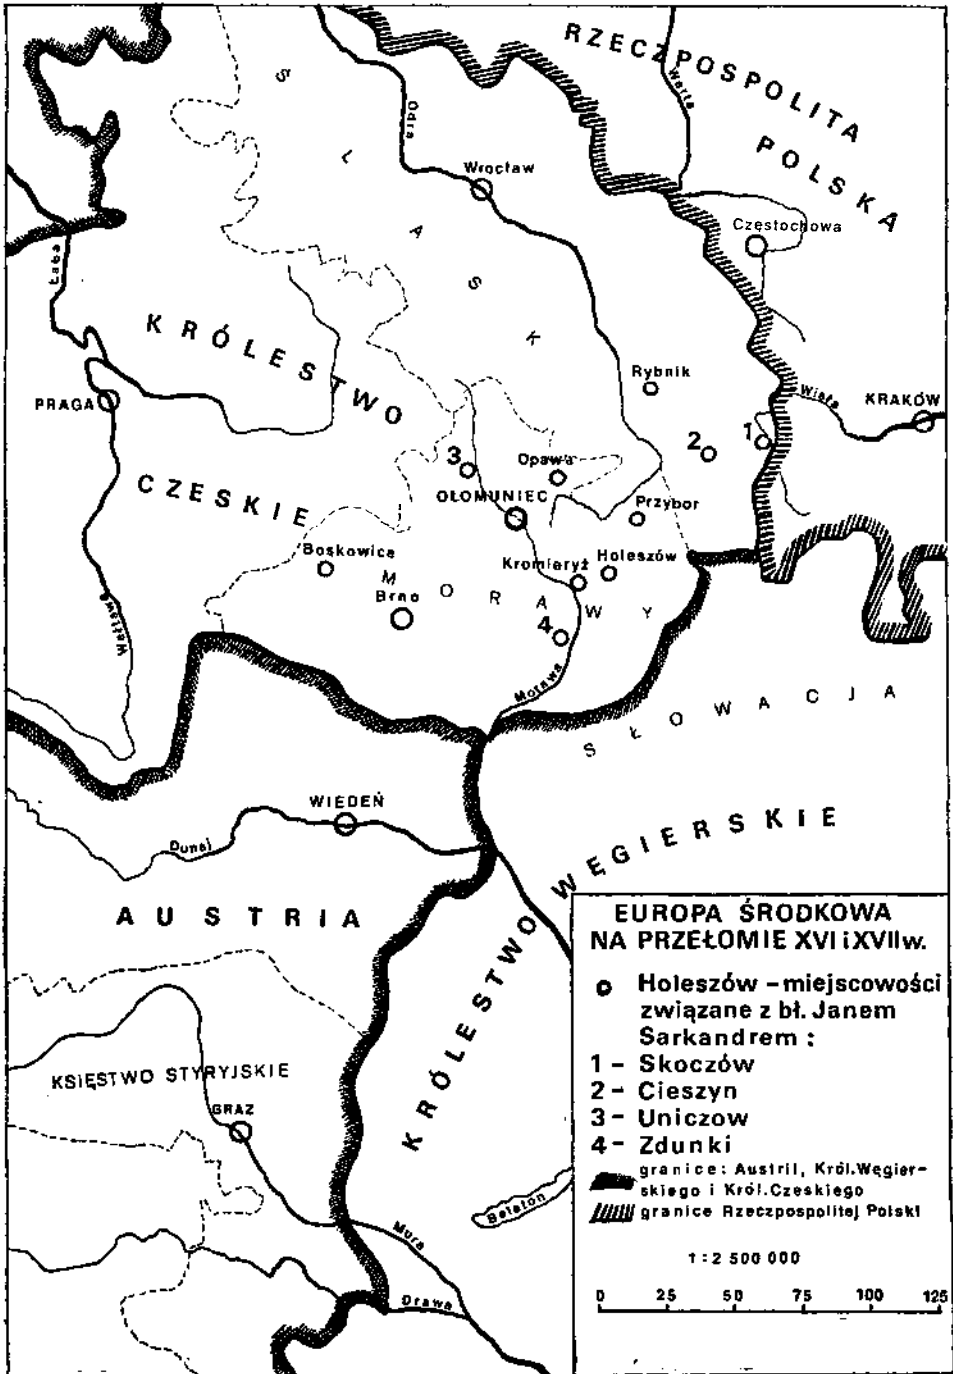 RZECZPOSPOLITA
POLSKA
Warta
Odra
ŚLĄSK
Wrocław
Częstochowa
Łaba
KRÓLESTWO
CZESKIE
PRAGA
Rybnik
Wisła
KRAKÓW
1
2
3
Opawa
OŁOMUNIEC
Przybor
Boskowice
Kromieryż
Holeszów
MORAWY
Brno
4
Wełtawa
Morawa
SŁOWACJA
WIEDEŃ
Dunaj
KRÓLESTWO WĘGIERSKIE
AUSTRIA
KSIĘSTWO STYRYJSKIE
GRAZ
Balaton
Mura
Drawa
EUROPA ŚRODKOWA
NA PRZEŁOMIE XVI i XVII w.
Holeszów – miejscowości
związane z bł. Janem
Sarkandrem :
1 – Skoczów
2 – Cieszyn
3 – Uniczow
4 – Zdunki
granice: Austrii, Król.Węgier-
skiego i Król.Czeskiego
granice Rzeczpospolitej Polski
1 : 2 500 000
0 25 50 75 100 125